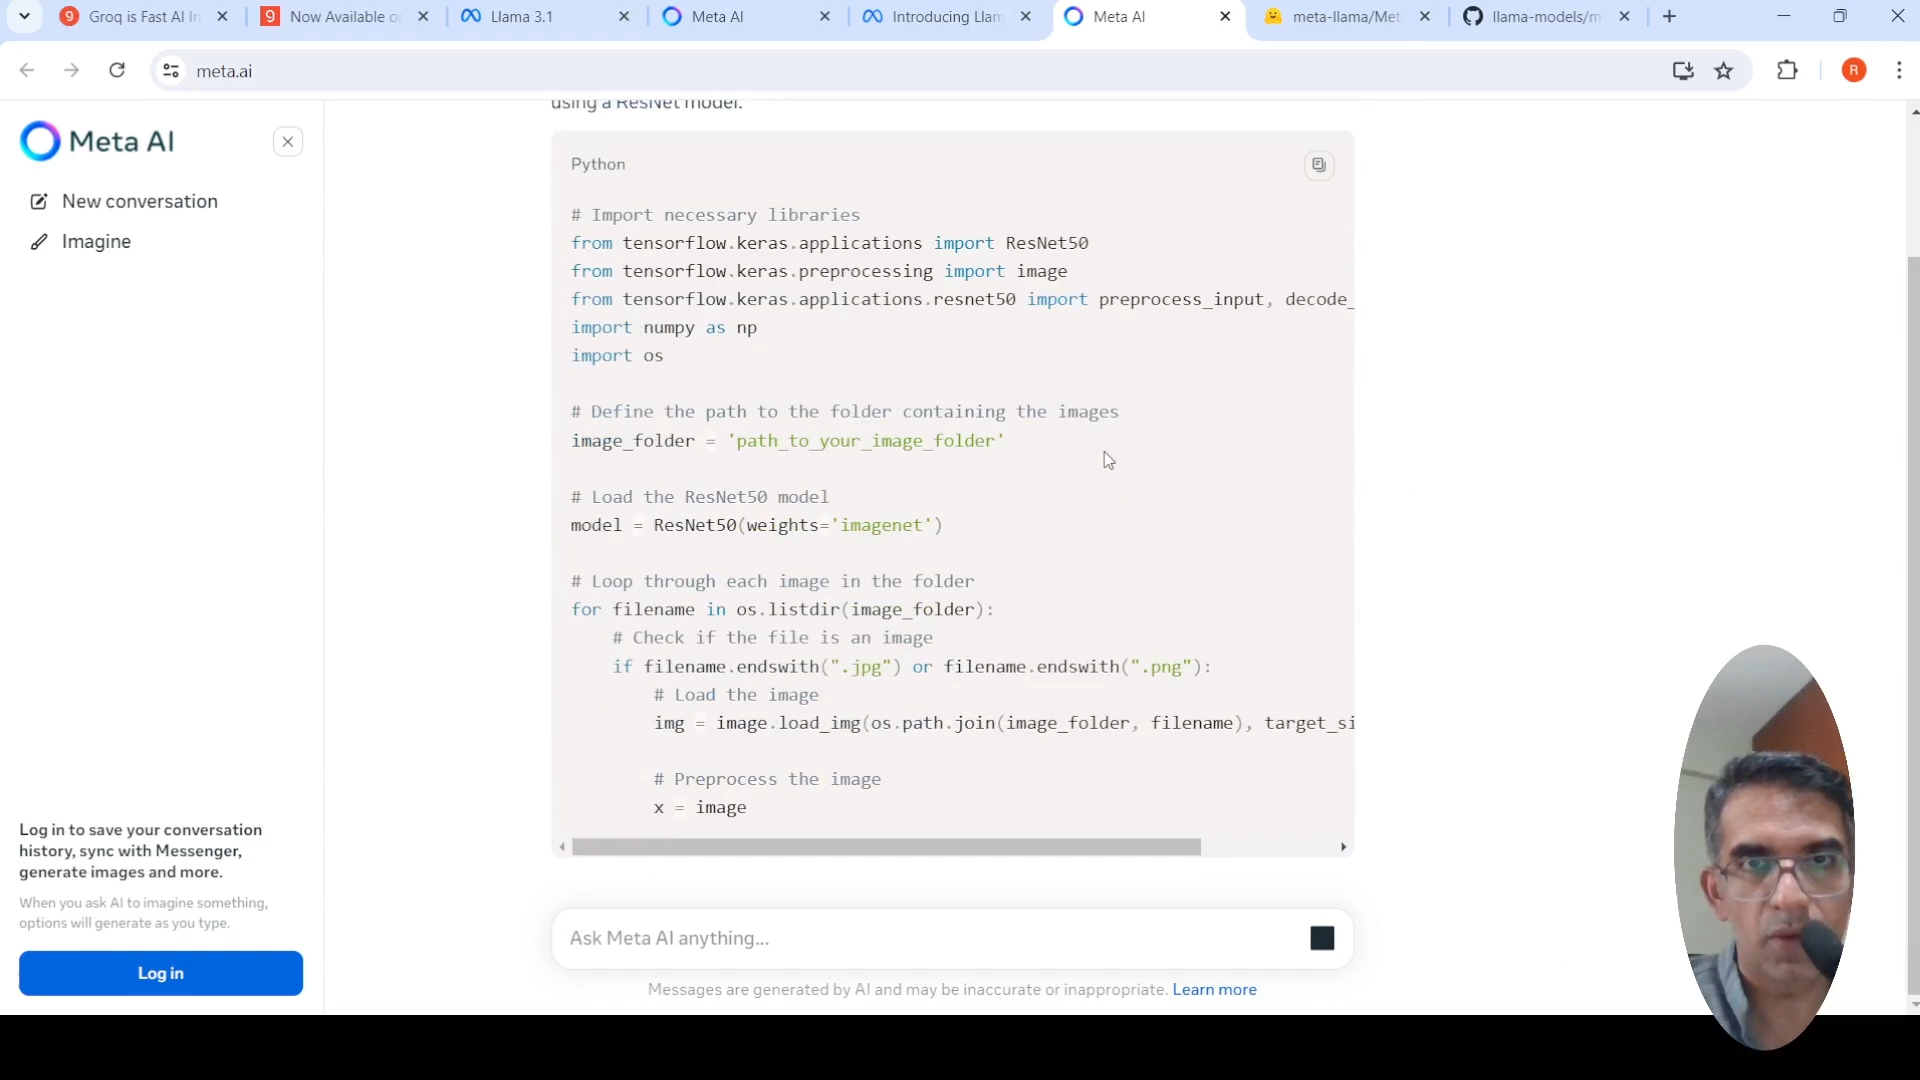 Groq is Fast AI In
Now Available o
Llama 3.1
Meta AI
Introducing Llam
Meta AI
meta-llama/Met
llama-models/m
meta.ai
R
Meta AI
New conversation
Imagine
using a ResNet model.
Python
# Import necessary libraries
from tensorflow.keras.applications import ResNet50
from tensorflow.keras.preprocessing import image
from tensorflow.keras.applications.resnet50 import preprocess_input, decode_
import numpy as np
import os
# Define the path to the folder containing the images
image_folder = 'path_to_your_image_folder'
# Load the ResNet50 model
model = ResNet50(weights='imagenet')
# Loop through each image in the folder
for filename in os.listdir(image_folder):
# Check if the file is an image
if filename.endswith(".jpg") or filename.endswith(".png"):
# Load the image
img = image.load_img(os.path.join(image_folder, filename), target_si
# Preprocess the image
x = image
Log in to save your conversation
history, sync with Messenger,
generate images and more.
When you ask AI to imagine something,
options will generate as you type.
Log in
Ask Meta AI anything...
Messages are generated by AI and may be inaccurate or inappropriate. Learn more